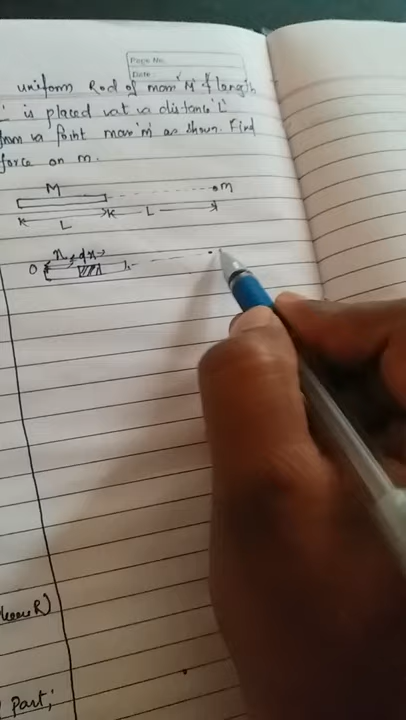 Page No.
Date
uniform Rod of mass 'M' & length
'L' is placed at a distance 'L'
from a point mass 'm' as shown. Find
force on m.
M
m
L
L
x dx
O
R)
part;